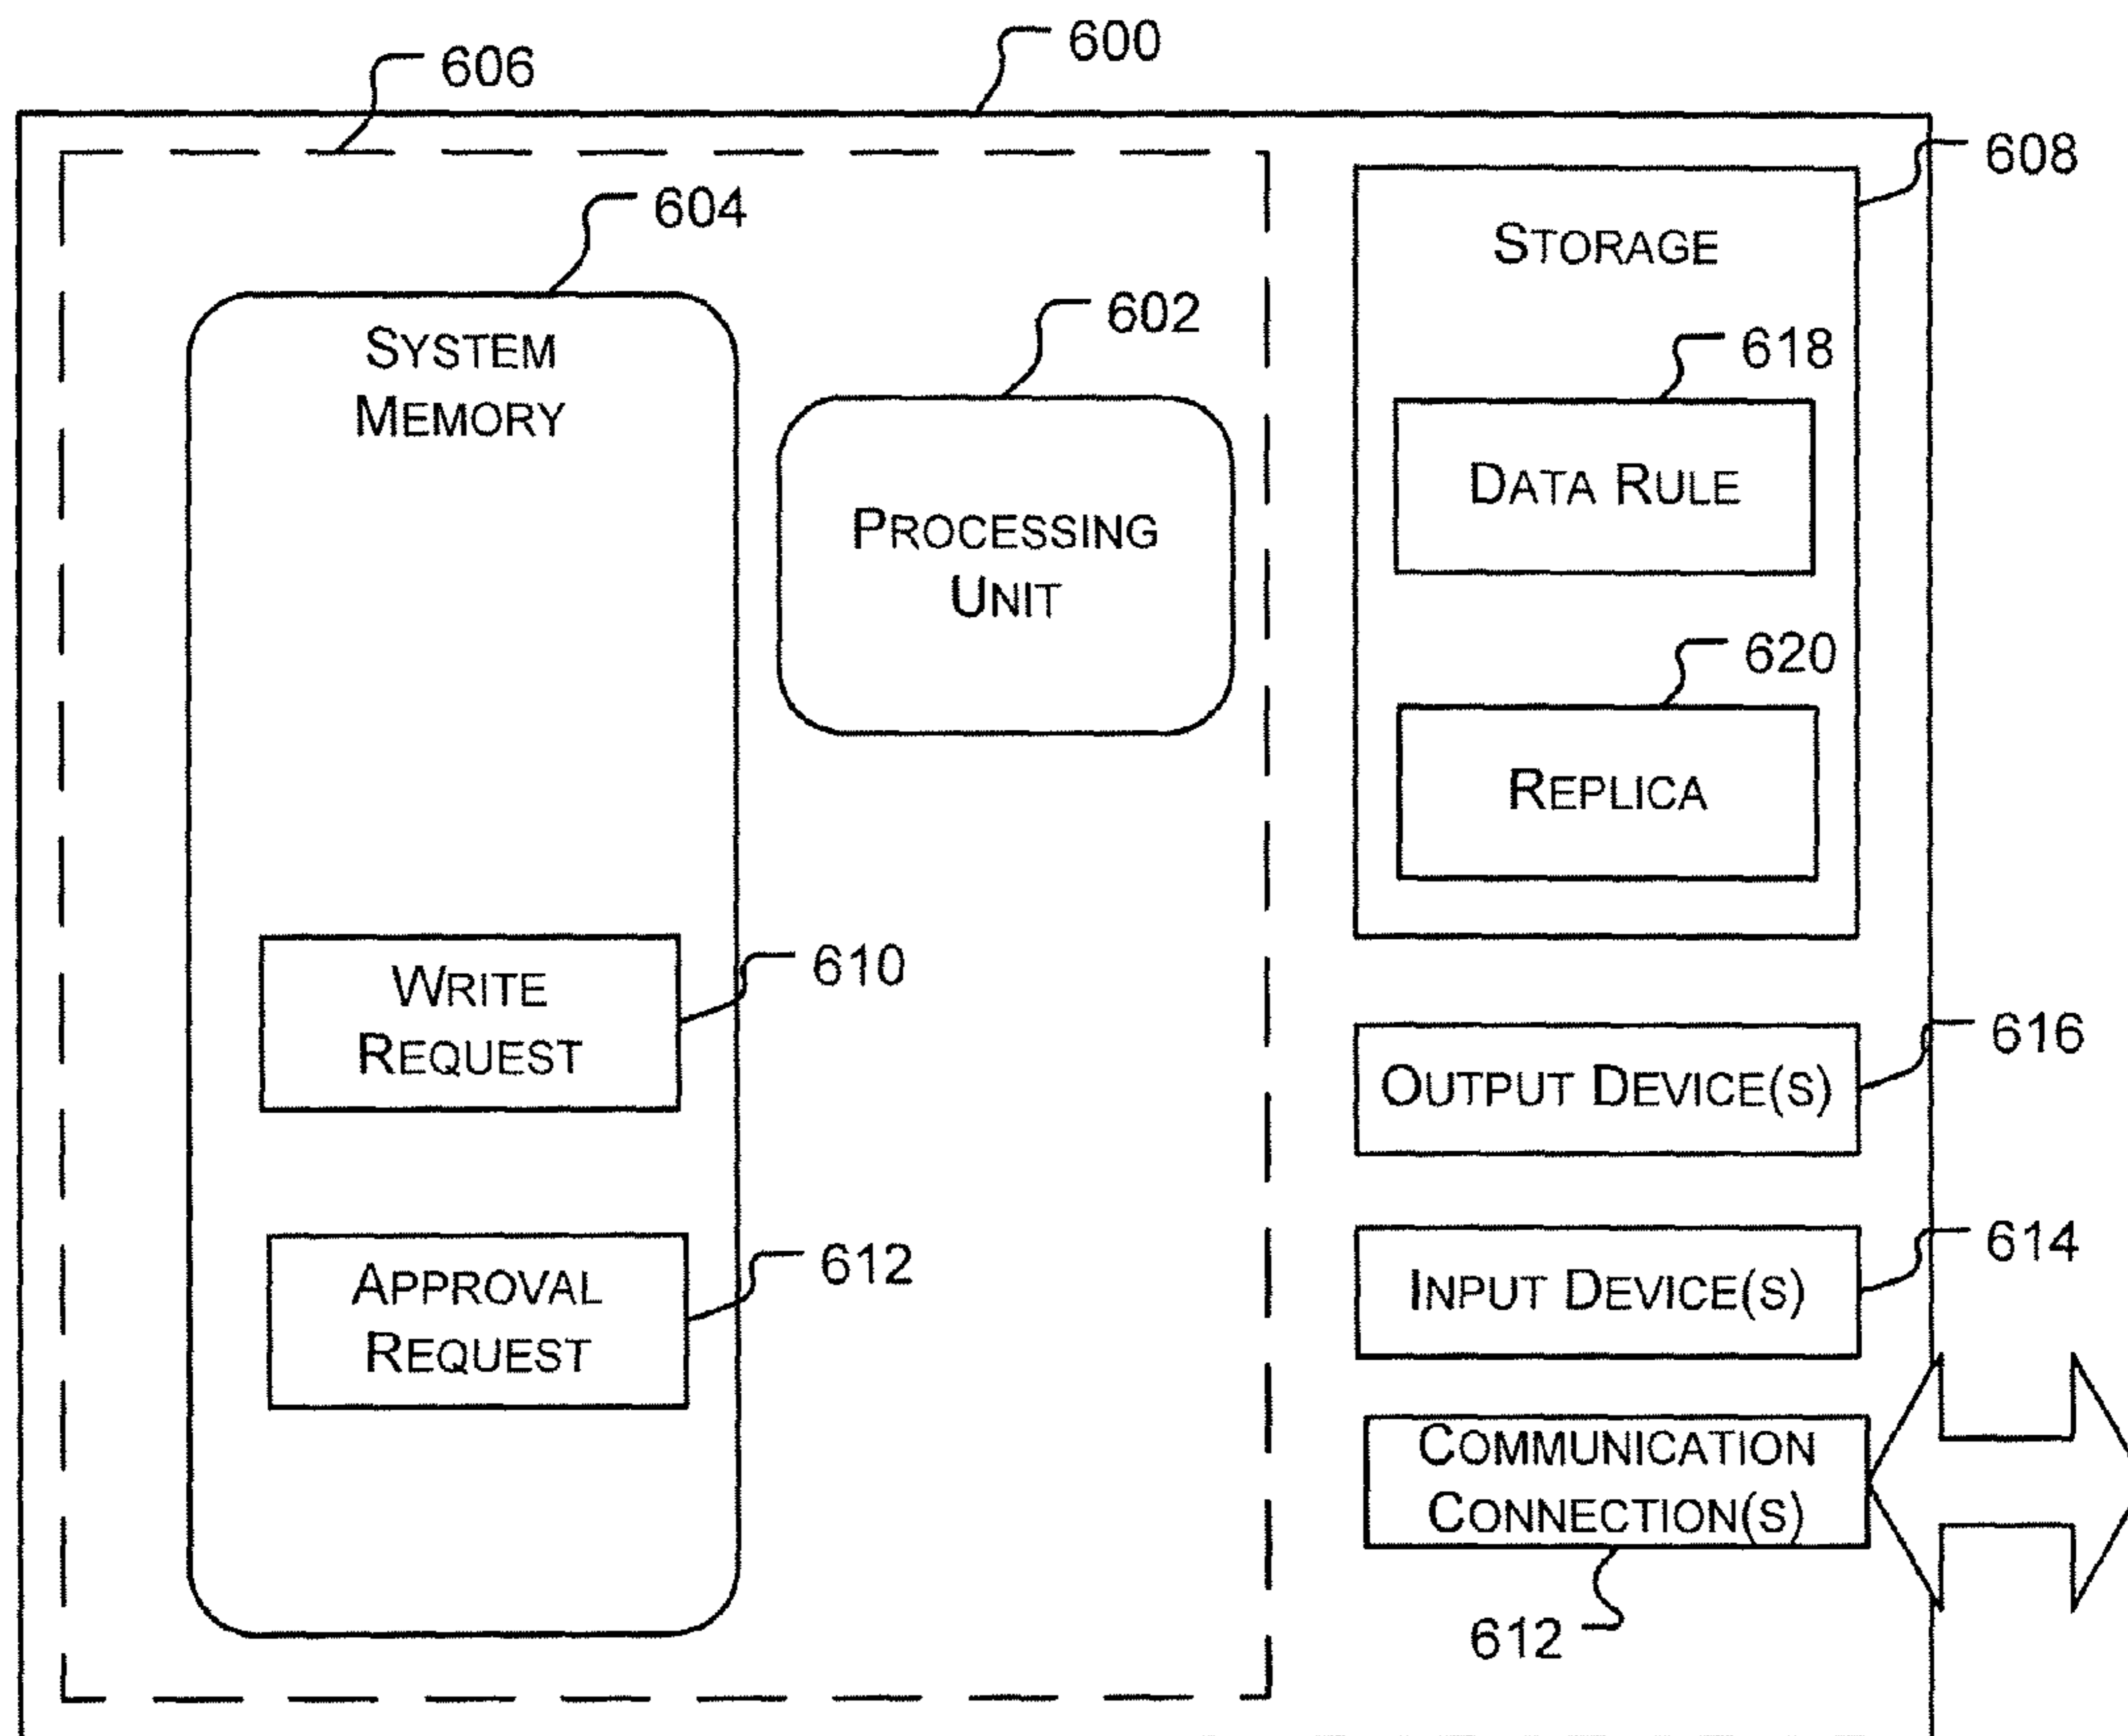 600
606
608
604
STORAGE
SYSTEM
MEMORY
602
618
DATA RULE
PROCESSING
UNIT
620
REPLICA
610
WRITE
REQUEST
616
OUTPUT DEVICE(S)
612
APPROVAL
REQUEST
614
INPUT DEVICE(S)
COMMUNICATION
CONNECTION(S)
612